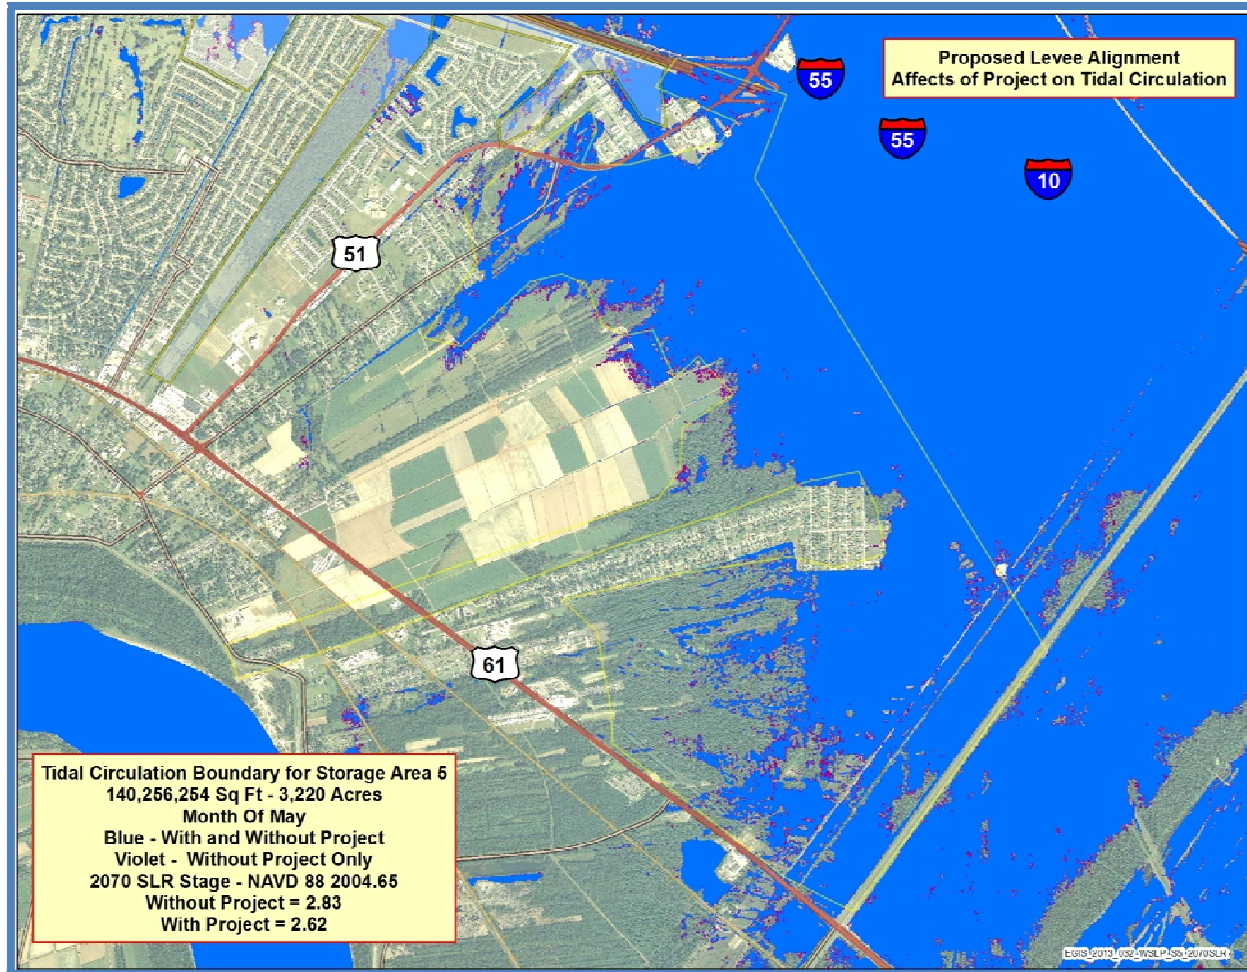 Proposed Levee Alignment
Affects of Project on Tidal Circulation
55
55
10
51
61
Tidal Circulation Boundary for Storage Area 5
140,256,254 Sq Ft - 3,220 Acres
Month Of May
Blue - With and Without Project
Violet - Without Project Only
2070 SLR Stage - NAVD 88 2004.65
Without Project = 2.83
With Project = 2.62
EGIS_2013_032_WSLP_S5_2070SLR